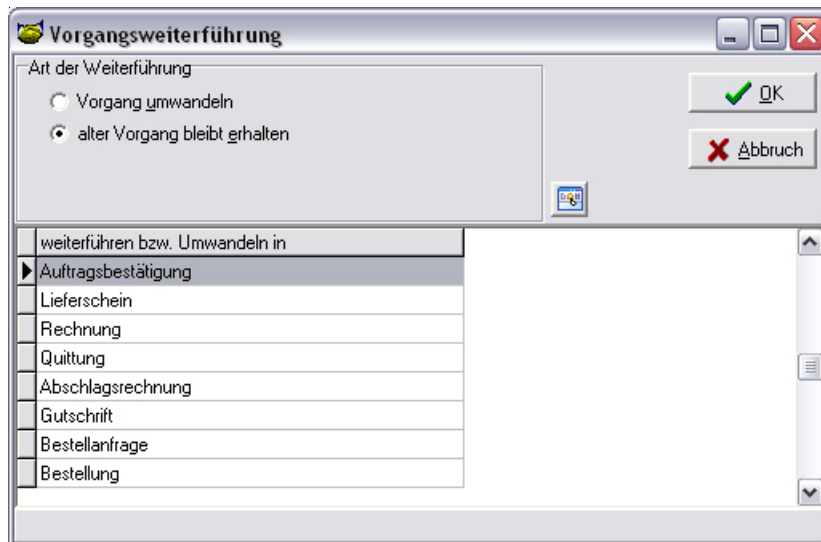 Vorgangsweiterführung
Art der Weiterführung
Vorgang umwandeln
alter Vorgang bleibt erhalten
OK
Abbruch
weiterführen bzw. Umwandeln in
Auftragsbestätigung
Lieferschein
Rechnung
Quittung
Abschlagsrechnung
Gutschrift
Bestellanfrage
Bestellung